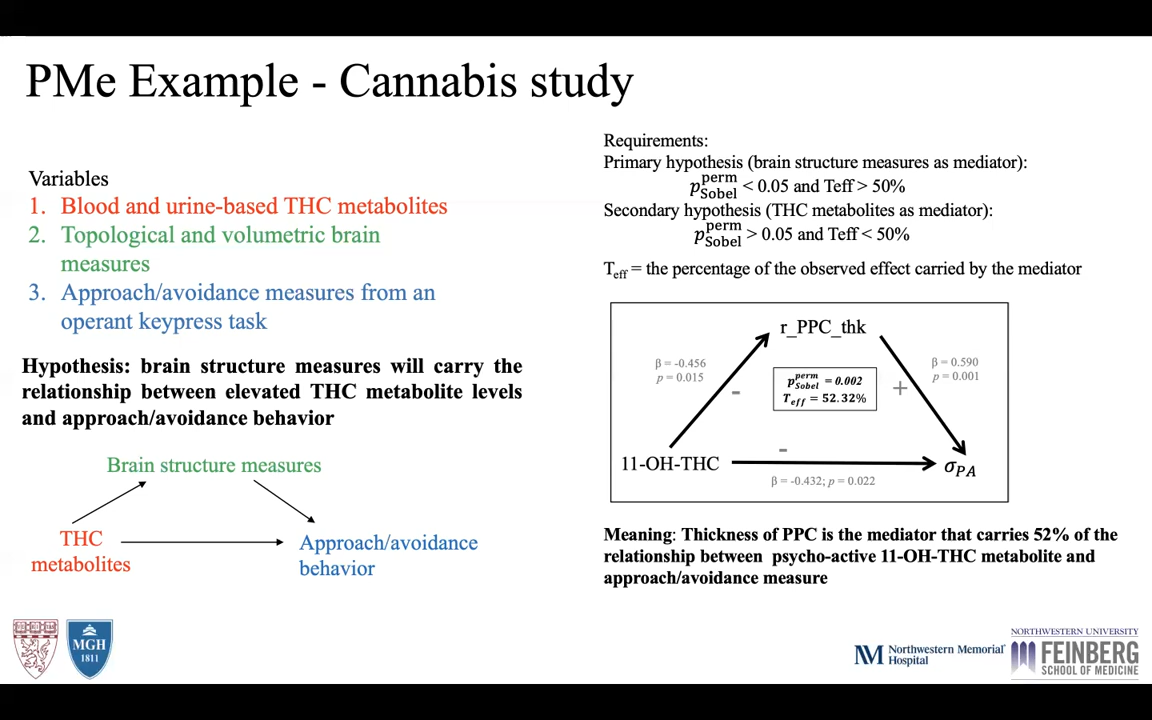 PMe Example - Cannabis study
Variables
1. Blood and urine-based THC metabolites
2. Topological and volumetric brain
measures
3. Approach/avoidance measures from an
operant keypress task
Hypothesis: brain structure measures will carry the
relationship between elevated THC metabolite levels
and approach/avoidance behavior
Brain structure measures
THC
metabolites
Approach/avoidance
behavior
Requirements:
Primary hypothesis (brain structure measures as mediator):
p_Sobel^perm < 0.05 and Teff > 50%
Secondary hypothesis (THC metabolites as mediator):
p_Sobel^perm > 0.05 and Teff < 50%
T_eff = the percentage of the observed effect carried by the mediator
r_PPC_thk
β = -0.456
p = 0.015
β = 0.590
p = 0.001
p_Sobel^perm = 0.002
T_eff = 52.32%
-
+
-
11-OH-THC
σ_PA
β = -0.432; p = 0.022
Meaning: Thickness of PPC is the mediator that carries 52% of the
relationship between psycho-active 11-OH-THC metabolite and
approach/avoidance measure
MGH
1811
Northwestern Memorial
Hospital
NORTHWESTERN UNIVERSITY
FEINBERG
SCHOOL OF MEDICINE